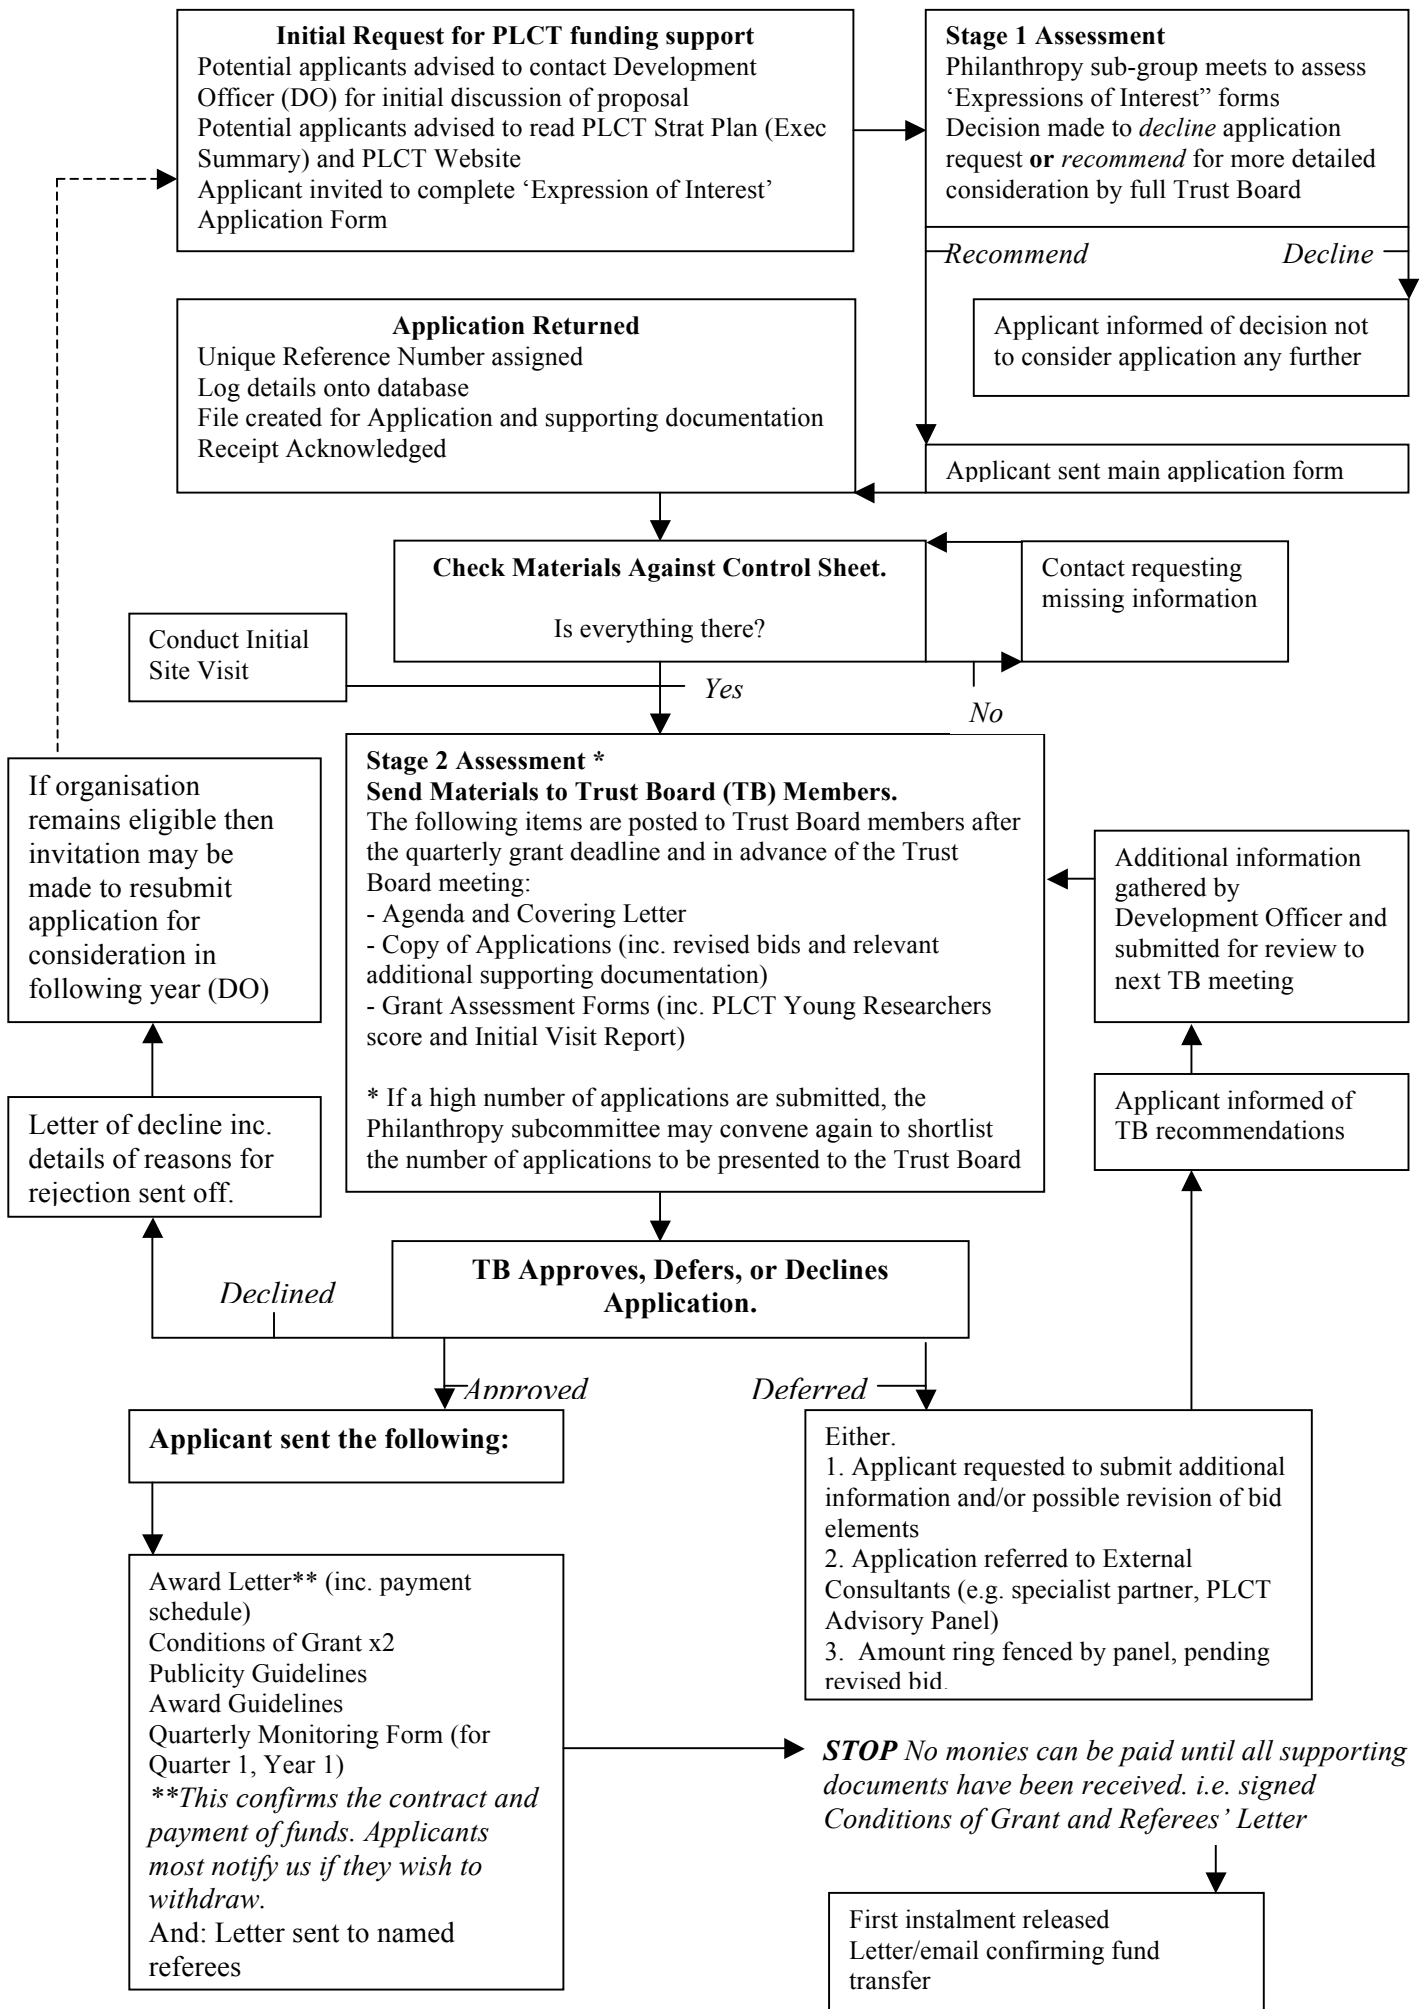 Initial Request for PLCT funding support
Potential applicants advised to contact Development
Officer (DO) for initial discussion of proposal
Potential applicants advised to read PLCT Strat Plan (Exec
Summary) and PLCT Website
Applicant invited to complete ‘Expression of Interest’
Application Form
Stage 1 Assessment
Philanthropy sub-group meets to assess
‘Expressions of Interest” forms
Decision made to decline application
request or recommend for more detailed
consideration by full Trust Board
Recommend
Decline
Applicant informed of decision not
to consider application any further
Application Returned
Unique Reference Number assigned
Log details onto database
File created for Application and supporting documentation
Receipt Acknowledged
Applicant sent main application form
Check Materials Against Control Sheet.
Is everything there?
Contact requesting
missing information
Conduct Initial
Site Visit
Yes
No
Stage 2 Assessment *
Send Materials to Trust Board (TB) Members.
The following items are posted to Trust Board members after
the quarterly grant deadline and in advance of the Trust
Board meeting:
- Agenda and Covering Letter
- Copy of Applications (inc. revised bids and relevant
additional supporting documentation)
- Grant Assessment Forms (inc. PLCT Young Researchers
score and Initial Visit Report)
* If a high number of applications are submitted, the
Philanthropy subcommittee may convene again to shortlist
the number of applications to be presented to the Trust Board
If organisation
remains eligible then
invitation may be
made to resubmit
application for
consideration in
following year (DO)
Letter of decline inc.
details of reasons for
rejection sent off.
Additional information
gathered by
Development Officer and
submitted for review to
next TB meeting
Applicant informed of
TB recommendations
TB Approves, Defers, or Declines
Application.
Declined
Approved
Deferred
Applicant sent the following:
Award Letter** (inc. payment
schedule)
Conditions of Grant x2
Publicity Guidelines
Award Guidelines
Quarterly Monitoring Form (for
Quarter 1, Year 1)
**This confirms the contract and
payment of funds. Applicants
most notify us if they wish to
withdraw.
And: Letter sent to named
referees
Either.
1. Applicant requested to submit additional
information and/or possible revision of bid
elements
2. Application referred to External
Consultants (e.g. specialist partner, PLCT
Advisory Panel)
3. Amount ring fenced by panel, pending
revised bid.
STOP No monies can be paid until all supporting
documents have been received. i.e. signed
Conditions of Grant and Referees’ Letter
First instalment released
Letter/email confirming fund
transfer